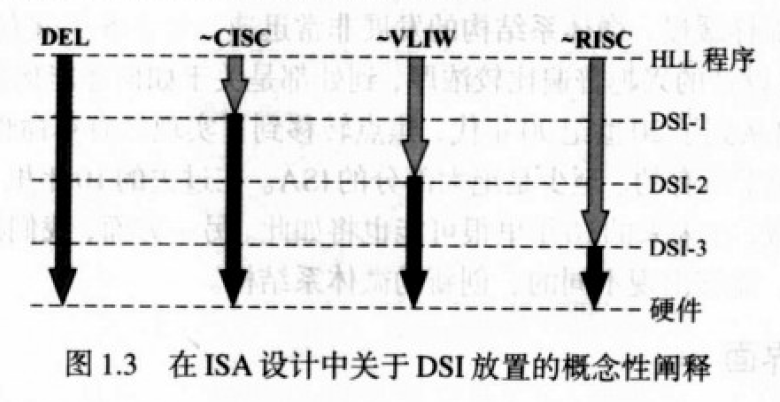 DEL ~CISC ~VLIW ~RISC
HLL 程序
DSI-1
DSI-2
DSI-3
硬件
图 1.3 在 ISA 设计中关于 DSI 放置的概念性阐释